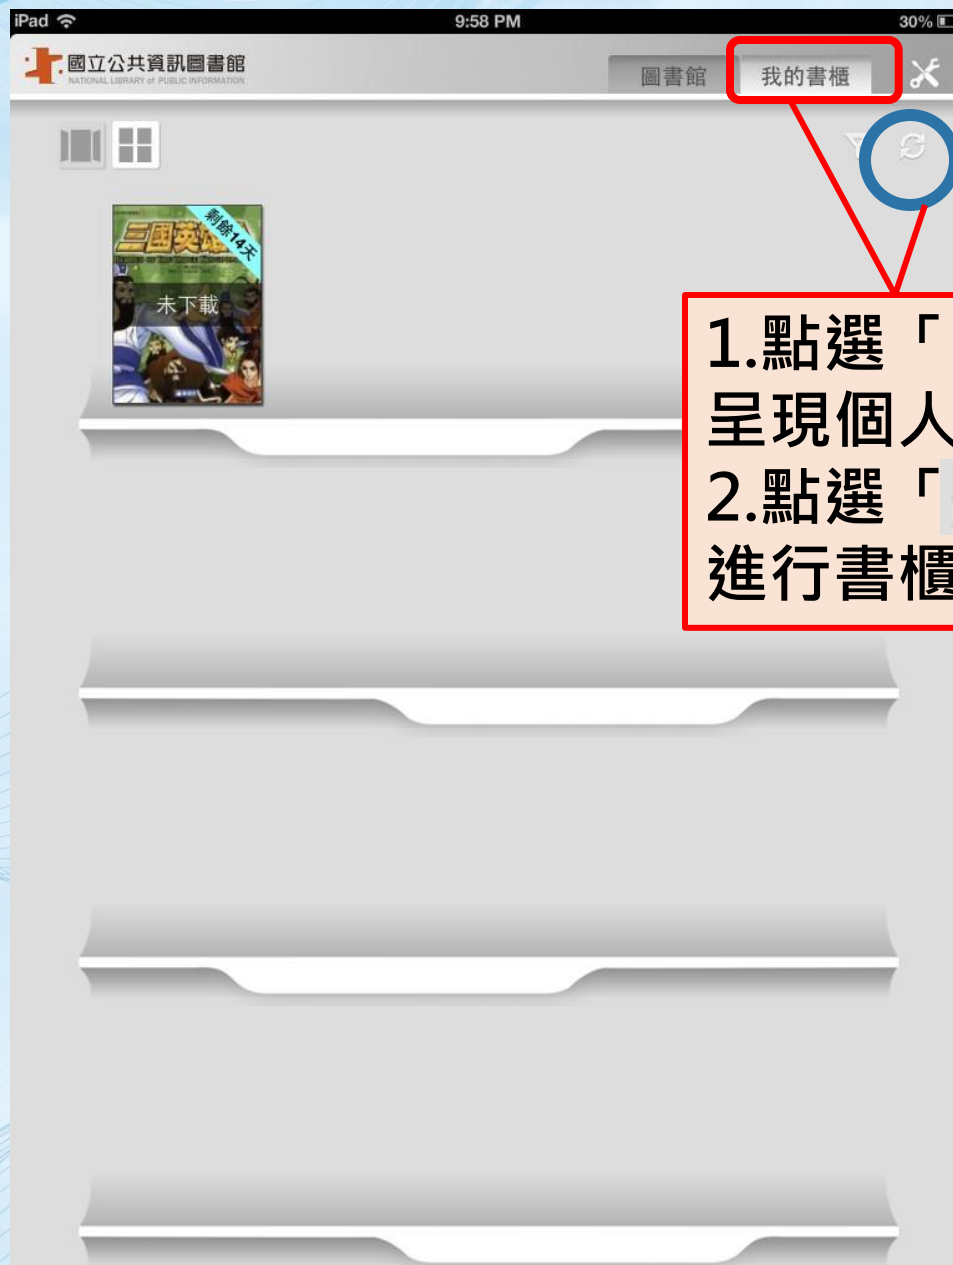 iPad 9:58 PM 30%
國立公共資訊圖書館
NATIONAL LIBRARY of PUBLIC INFORMATION
圖書館 我的書櫃
剩餘14天
三國英雄
未下載
1.點選「
呈現個人
2.點選「
進行書櫃